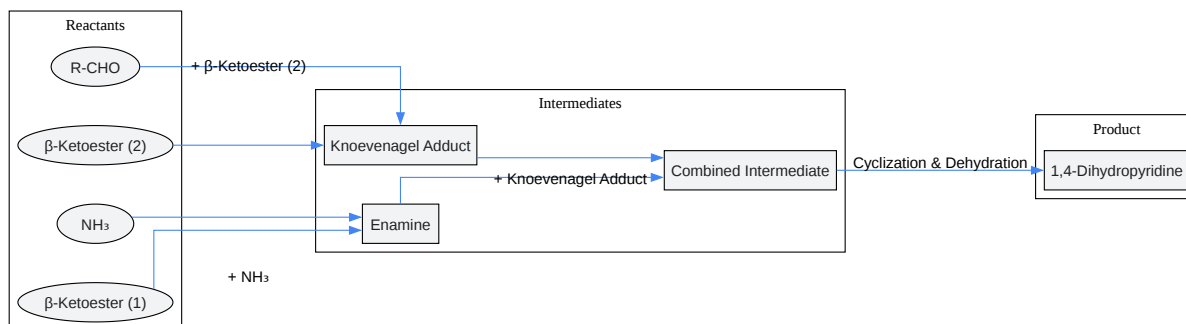 Reactants
R-CHO
+ β-Ketoester (2)
Intermediates
Product
β-Ketoester (2)
Knoevenagel Adduct
Combined Intermediate
Cyclization & Dehydration
1,4-Dihydropyridine
+ Knoevenagel Adduct
NH₃
Enamine
+ NH₃
β-Ketoester (1)